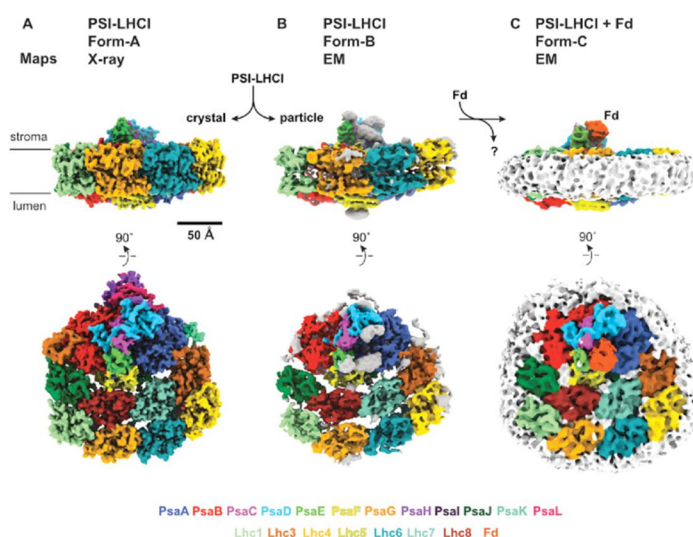 A
PSI-LHCI
Form-A
Maps X-ray
B
PSI-LHCI
Form-B
EM
C
PSI-LHCI + Fd
Form-C
EM
PSI-LHCI
crystal particle
Fd
?
Fd
stroma
lumen
50 Å
90°
90°
90°
PsaA PsaB PsaC PsaD PsaE PsaF PsaG PsaH PsaI PsaJ PsaK PsaL
Lhc1 Lhc3 Lhc4 Lhc5 Lhc6 Lhc7 Lhc8 Fd